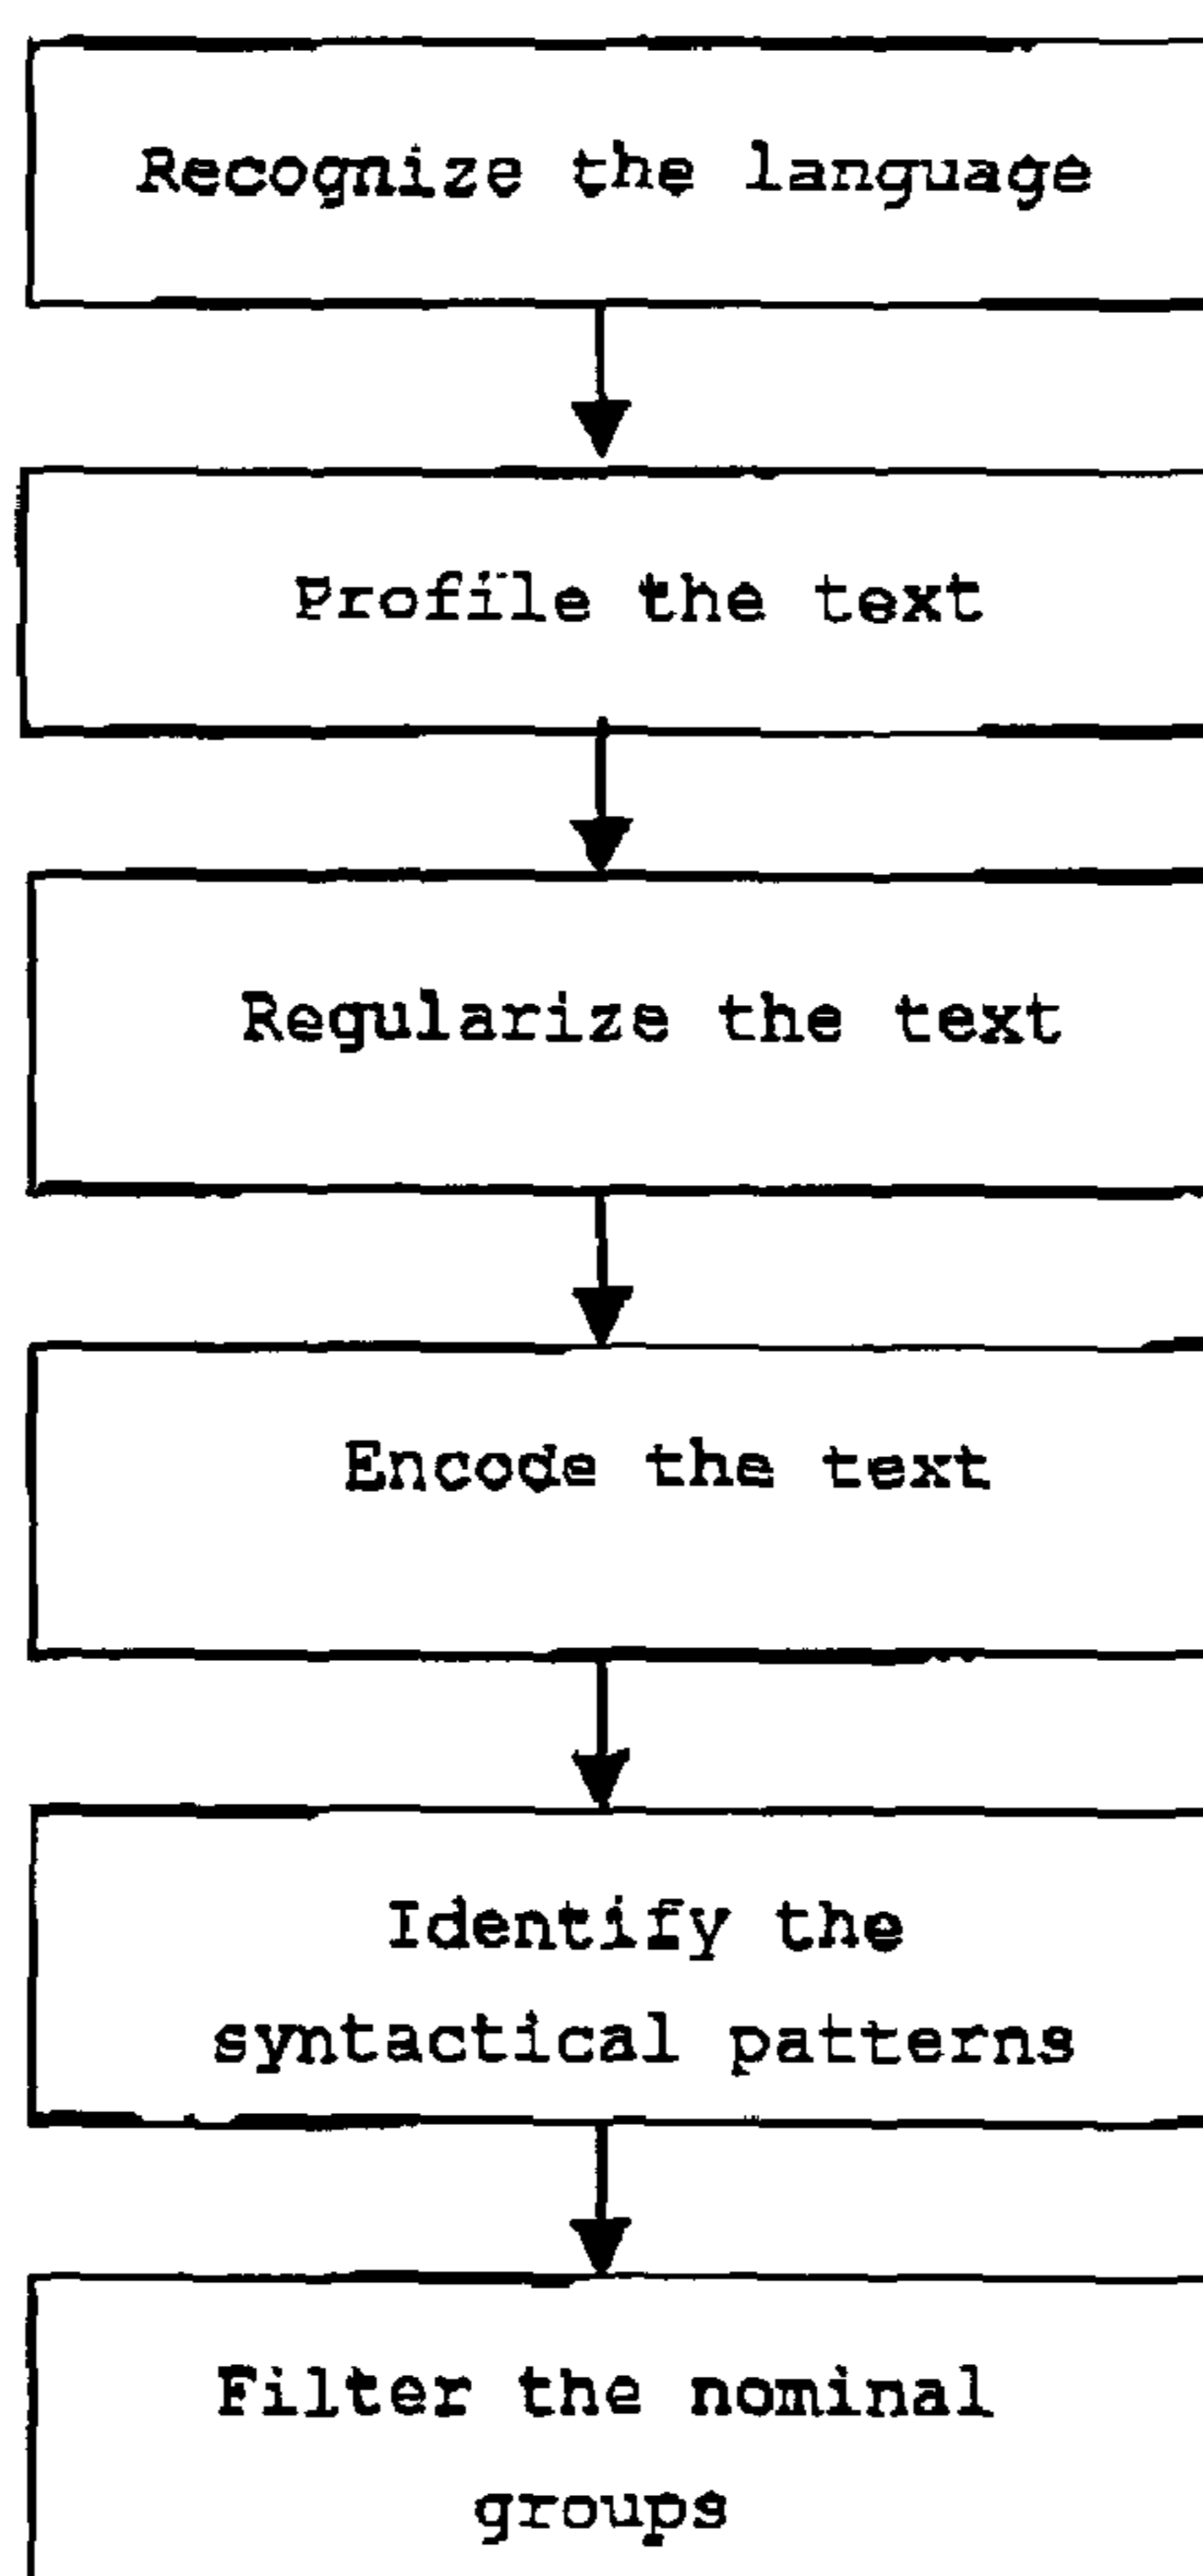 Recognize the language
Profile the text
Regularize the text
Encode the text
Identify the
syntactical patterns
Filter the nominal
groups